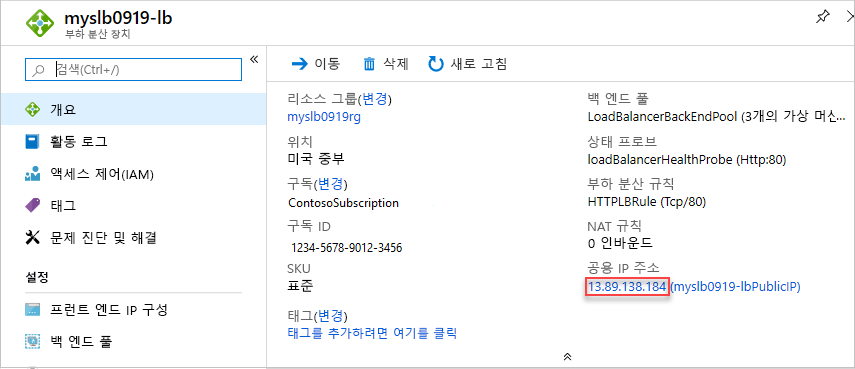 myslb0919-lb
부하 분산 장치
검색(Ctrl+/)
개요
활동 로그
액세스 제어(IAM)
태그
문제 진단 및 해결
설정
프런트 엔드 IP 구성
백 엔드 풀
이동 삭제 새로 고침
리소스 그룹(변경)
myslb0919rg
위치
미국 중부
구독(변경)
ContosoSubscription
구독 ID
1234-5678-9012-3456
SKU
표준
태그(변경)
태그를 추가하려면 여기를 클릭
백 엔드 풀
LoadBalancerBackEndPool (3개의 가상 머신...
상태 프로브
loadBalancerHealthProbe (Http:80)
부하 분산 규칙
HTTPLBRule (Tcp/80)
NAT 규칙
0 인바운드
공용 IP 주소
13.89.138.184 (myslb0919-lbPublicIP)